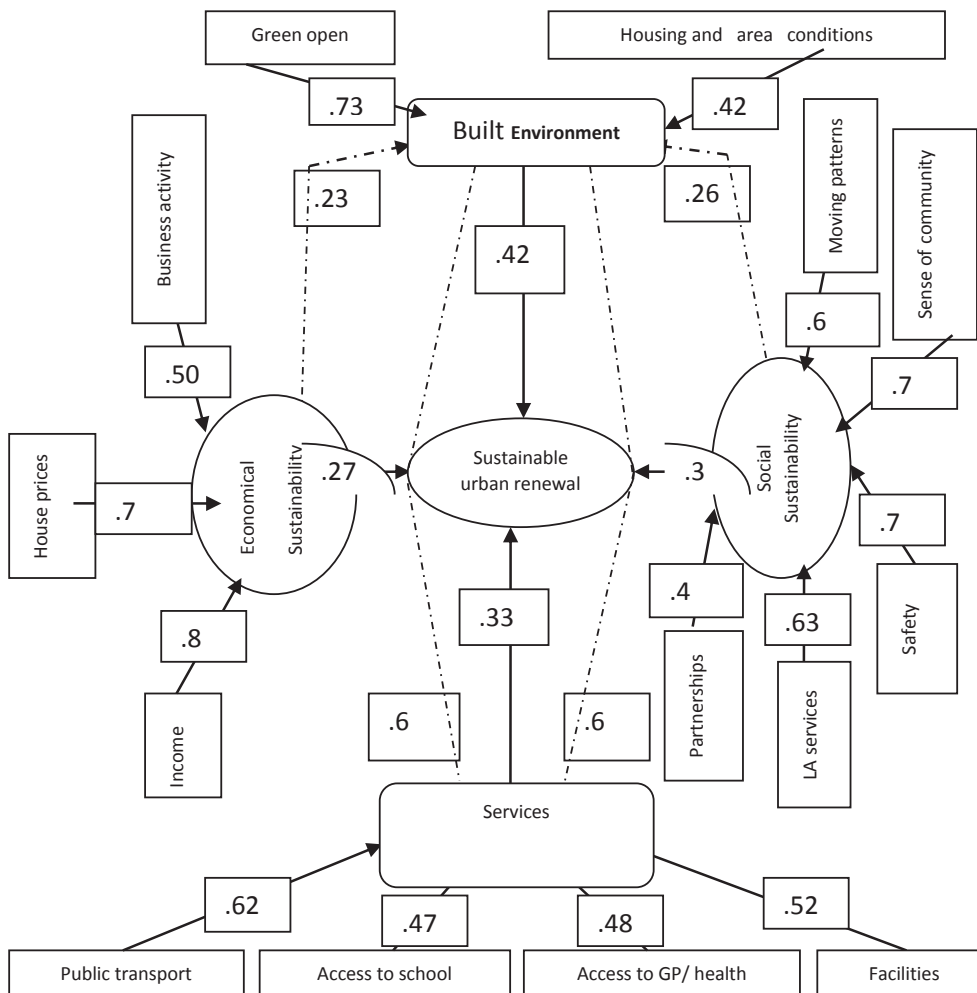 Green open
Housing and area conditions
.73
.42
Built Environment
Business activity
.23
.26
Moving patterns
Sense of community
.42
.6
.50
.7
House prices
.7
Economical
Sustainability
.27
Sustainable
urban renewal
.3
Social
Sustainability
.7
.8
.33
.4
.63
Safety
Income
.6
.6
Partnerships
LA services
Services
.62
.47
.48
.52
Public transport
Access to school
Access to GP/ health
Facilities